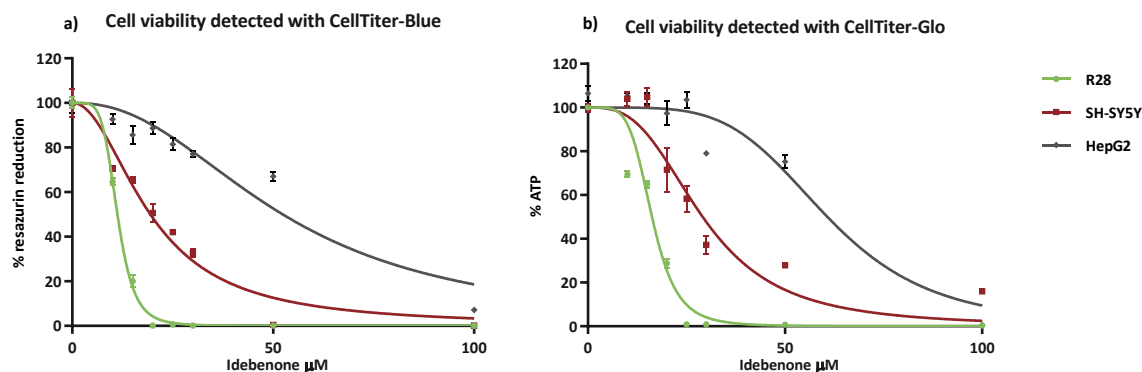 a) Cell viability detected with CellTiter-Blue
% resazurin reduction
120
100
80
60
40
20
0
0 50 100
Idebenone μM
b) Cell viability detected with CellTiter-Glo
% ATP
120
100
80
60
40
20
0
0 50 100
Idebenone μM
R28
SH-SY5Y
HepG2